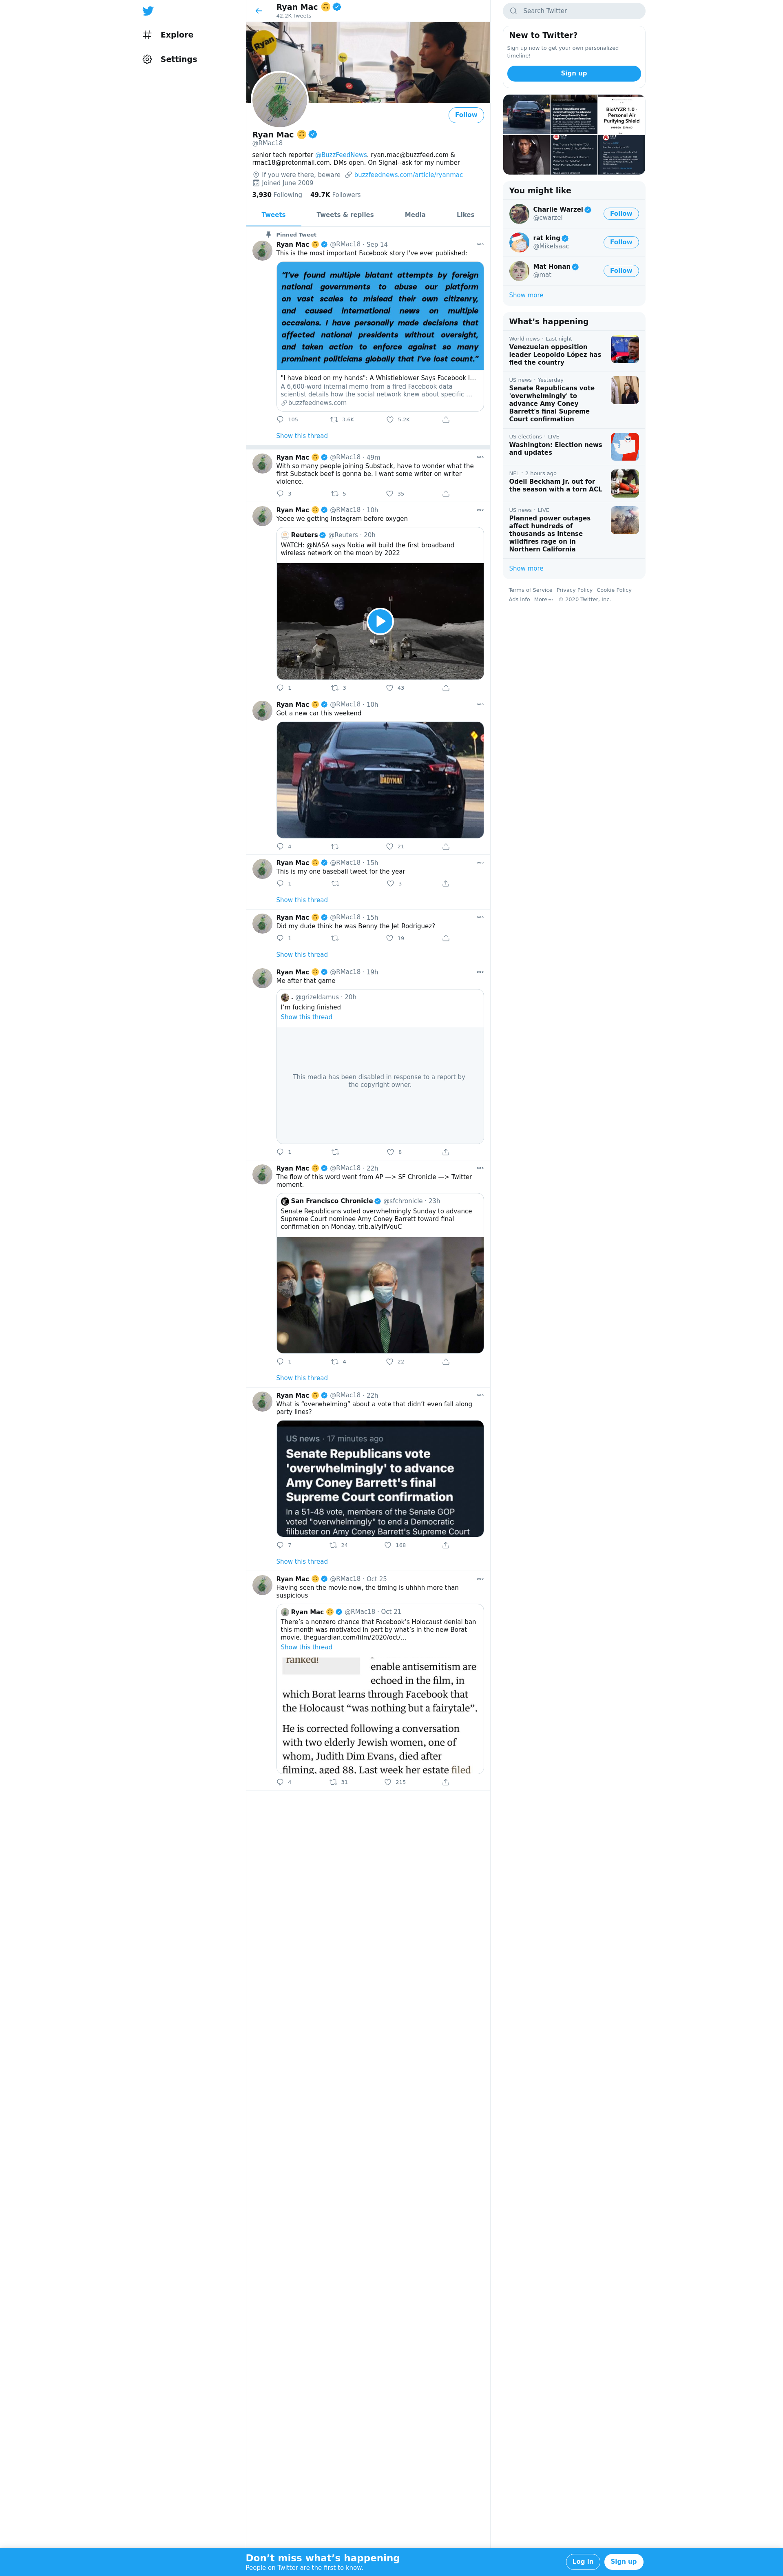 Explore
Settings
Ryan Mac 🙃
42.2K Tweets
Follow
Ryan Mac 🙃
@RMac18
senior tech reporter @BuzzFeedNews, ryan.mac@buzzfeed.com &
rmac18@protonmail.com. DMs open. On Signal--ask for my number
If you were there, beware buzzfeednews.com/article/ryanmac
Joined June 2009
3,930 Following 49.7K Followers
Tweets Tweets & replies Media Likes
Pinned Tweet
Ryan Mac 🙃 @RMac18 · Sep 14
This is the most important Facebook story I've ever published:
"I've found multiple blatant attempts by foreign
national governments to abuse our platform
on vast scales to mislead their own citizenry,
and caused international news on multiple
occasions. I have personally made decisions that
affected national presidents without oversight,
and taken action to enforce against so many
prominent politicians globally that I've lost count."
"I have blood on my hands": A Whistleblower Says Facebook I...
A 6,600-word internal memo from a fired Facebook data
scientist details how the social network knew about specific ...
buzzfeednews.com
105 3.6K 5.2K
Show this thread
Ryan Mac 🙃 @RMac18 · 49m
With so many people joining Substack, have to wonder what the
first Substack beef is gonna be. I want some writer on writer
violence.
3 5 35
Ryan Mac 🙃 @RMac18 · 10h
Yeeee we getting Instagram before oxygen
Reuters @Reuters · 20h
WATCH: @NASA says Nokia will build the first broadband
wireless network on the moon by 2022
1 3 43
Ryan Mac 🙃 @RMac18 · 10h
Got a new car this weekend
DADYMAC
4 21
Ryan Mac 🙃 @RMac18 · 15h
This is my one baseball tweet for the year
1 3
Show this thread
Ryan Mac 🙃 @RMac18 · 15h
Did my dude think he was Benny the Jet Rodriguez?
1 19
Show this thread
Ryan Mac 🙃 @RMac18 · 19h
Me after that game
. @grizeldamus · 20h
I'm fucking finished
Show this thread
This media has been disabled in response to a report by
the copyright owner.
1 8
Ryan Mac 🙃 @RMac18 · 22h
The flow of this word went from AP —> SF Chronicle —> Twitter
moment.
San Francisco Chronicle @sfchronicle · 23h
Senate Republicans voted overwhelmingly Sunday to advance
Supreme Court nominee Amy Coney Barrett toward final
confirmation on Monday. trib.al/yIfVquC
1 4 22
Show this thread
Ryan Mac 🙃 @RMac18 · 22h
What is "overwhelming" about a vote that didn't even fall along
party lines?
US news · 17 minutes ago
Senate Republicans vote
'overwhelmingly' to advance
Amy Coney Barrett's final
Supreme Court confirmation
In a 51-48 vote, members of the Senate GOP
voted "overwhelmingly" to end a Democratic
filibuster on Amy Coney Barrett's Supreme Court
7 24 168
Show this thread
Ryan Mac 🙃 @RMac18 · Oct 25
Having seen the movie now, the timing is uhhhh more than
suspicious
Ryan Mac 🙃 @RMac18 · Oct 21
There's a nonzero chance that Facebook's Holocaust denial ban
this month was motivated in part by what's in the new Borat
movie. theguardian.com/film/2020/oct/...
Show this thread
ranked!
enable antisemitism are
echoed in the film, in
which Borat learns through Facebook that
the Holocaust "was nothing but a fairytale".
He is corrected following a conversation
with two elderly Jewish women, one of
whom, Judith Dim Evans, died after
filming, aged 88. Last week her estate filed
4 31 215
Search Twitter
New to Twitter?
Sign up now to get your own personalized
timeline!
Sign up
BioVYZR 1.0 -
Personal Air
Purifying Shield
You might like
Charlie Warzel
@cwarzel
Follow
rat king
@MikeIsaac
Follow
Mat Honan
@mat
Follow
Show more
What's happening
World news · Last night
Venezuelan opposition
leader Leopoldo López has
fled the country
US news · Yesterday
Senate Republicans vote
'overwhelmingly' to
advance Amy Coney
Barrett's final Supreme
Court confirmation
US elections · LIVE
Washington: Election news
and updates
NFL · 2 hours ago
Odell Beckham Jr. out for
the season with a torn ACL
US news · LIVE
Planned power outages
affect hundreds of
thousands as intense
wildfires rage on in
Northern California
Show more
Terms of Service Privacy Policy Cookie Policy
Ads info More ••• © 2020 Twitter, Inc.
Don't miss what's happening
People on Twitter are the first to know.
Log in
Sign up